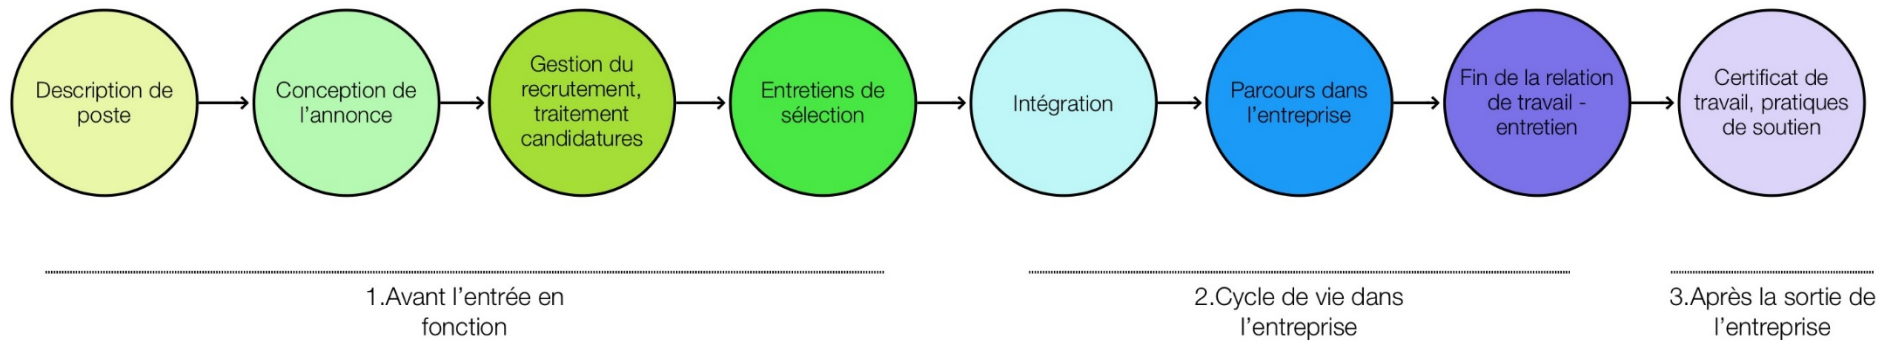 Description de
poste
Conception de
l'annonce
Gestion du
recrutement,
traitement
candidatures
Entretiens de
sélection
Intégration
Parcours dans
l'entreprise
Fin de la relation
de travail -
entretien
Certificat de
travail, pratiques
de soutien
1.Avant l'entrée en
fonction
2.Cycle de vie dans
l'entreprise
3.Après la sortie de
l'entreprise